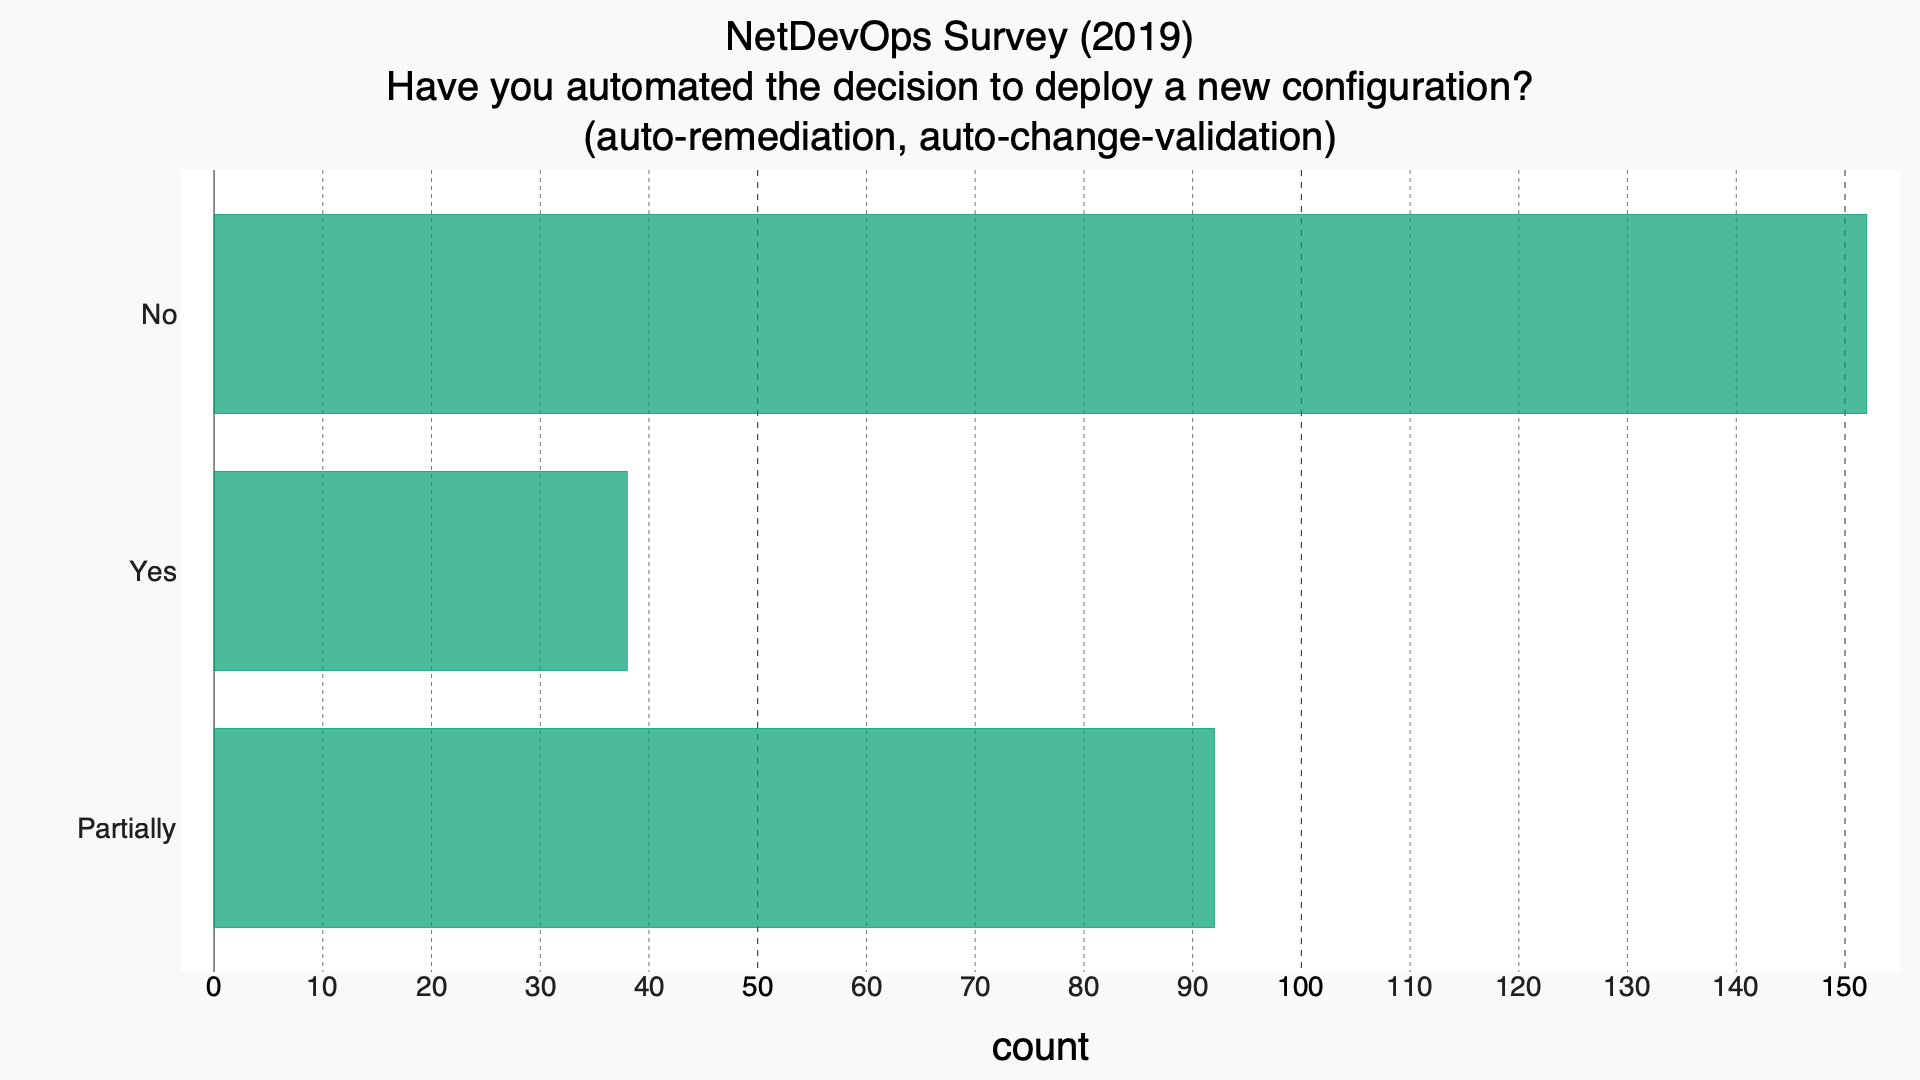 NetDevOps Survey (2019)
Have you automated the decision to deploy a new configuration?
(auto-remediation, auto-change-validation)
No
Yes
Partially
0 10 20 30 40 50 60 70 80 90 100 110 120 130 140 150
count